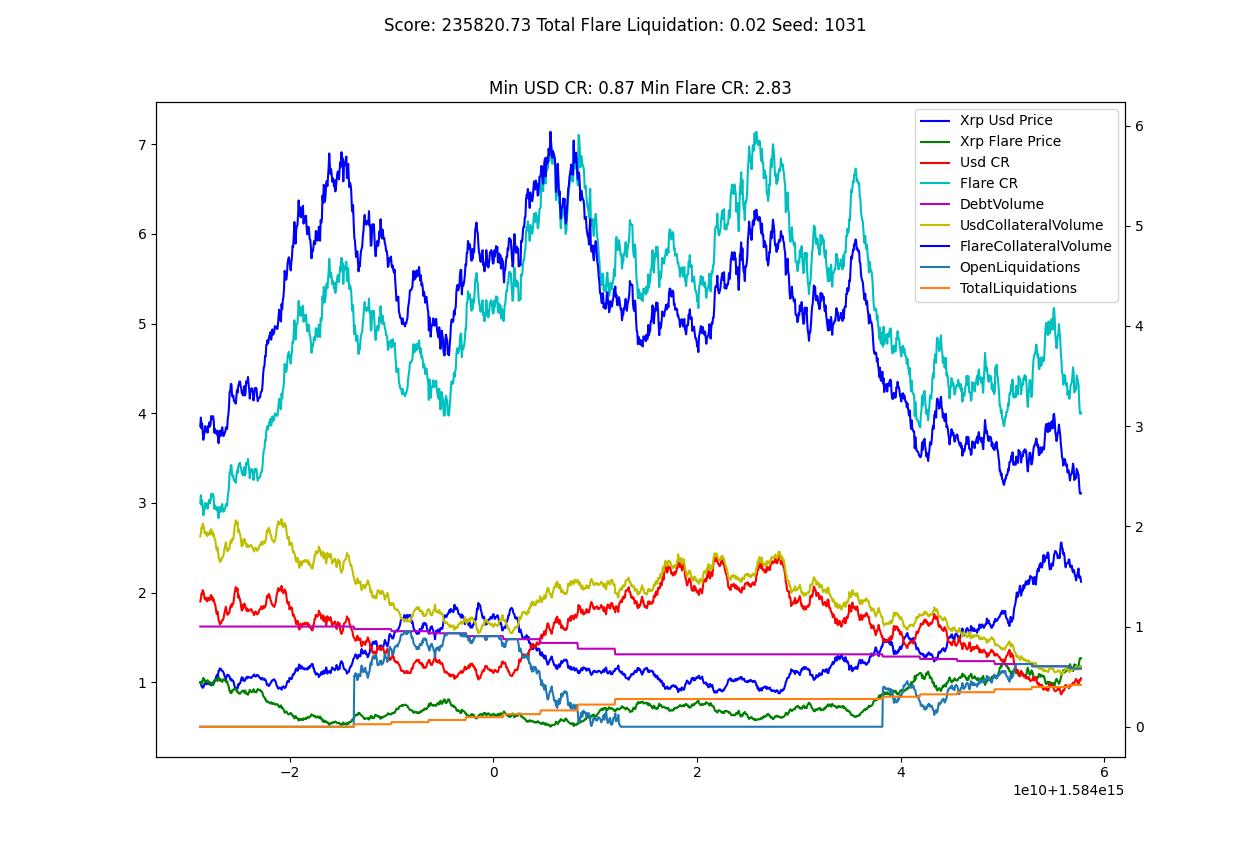 Score: 235820.73 Total Flare Liquidation: 0.02 Seed: 1031
Min USD CR: 0.87 Min Flare CR: 2.83
Xrp Usd Price
Xrp Flare Price
Usd CR
Flare CR
DebtVolume
UsdCollateralVolume
FlareCollateralVolume
OpenLiquidations
TotalLiquidations
7
6
5
4
3
2
1
6
5
4
3
2
1
0
−2
0
2
4
6
1e10+1.584e15